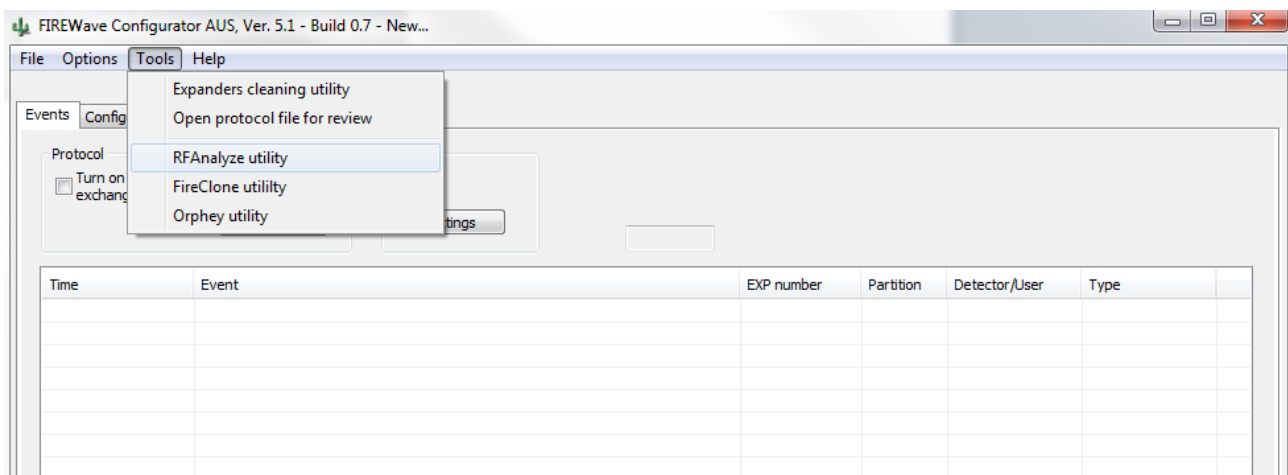 FIREWave Configurator AUS, Ver. 5.1 - Build 0.7 - New...
File Options Tools Help
Expanders cleaning utility
Open protocol file for review
RFAnalyze utility
FireClone utililty
Orphey utility
Events Config
Protocol
Turn on
exchang
tings
Time Event EXP number Partition Detector/User Type